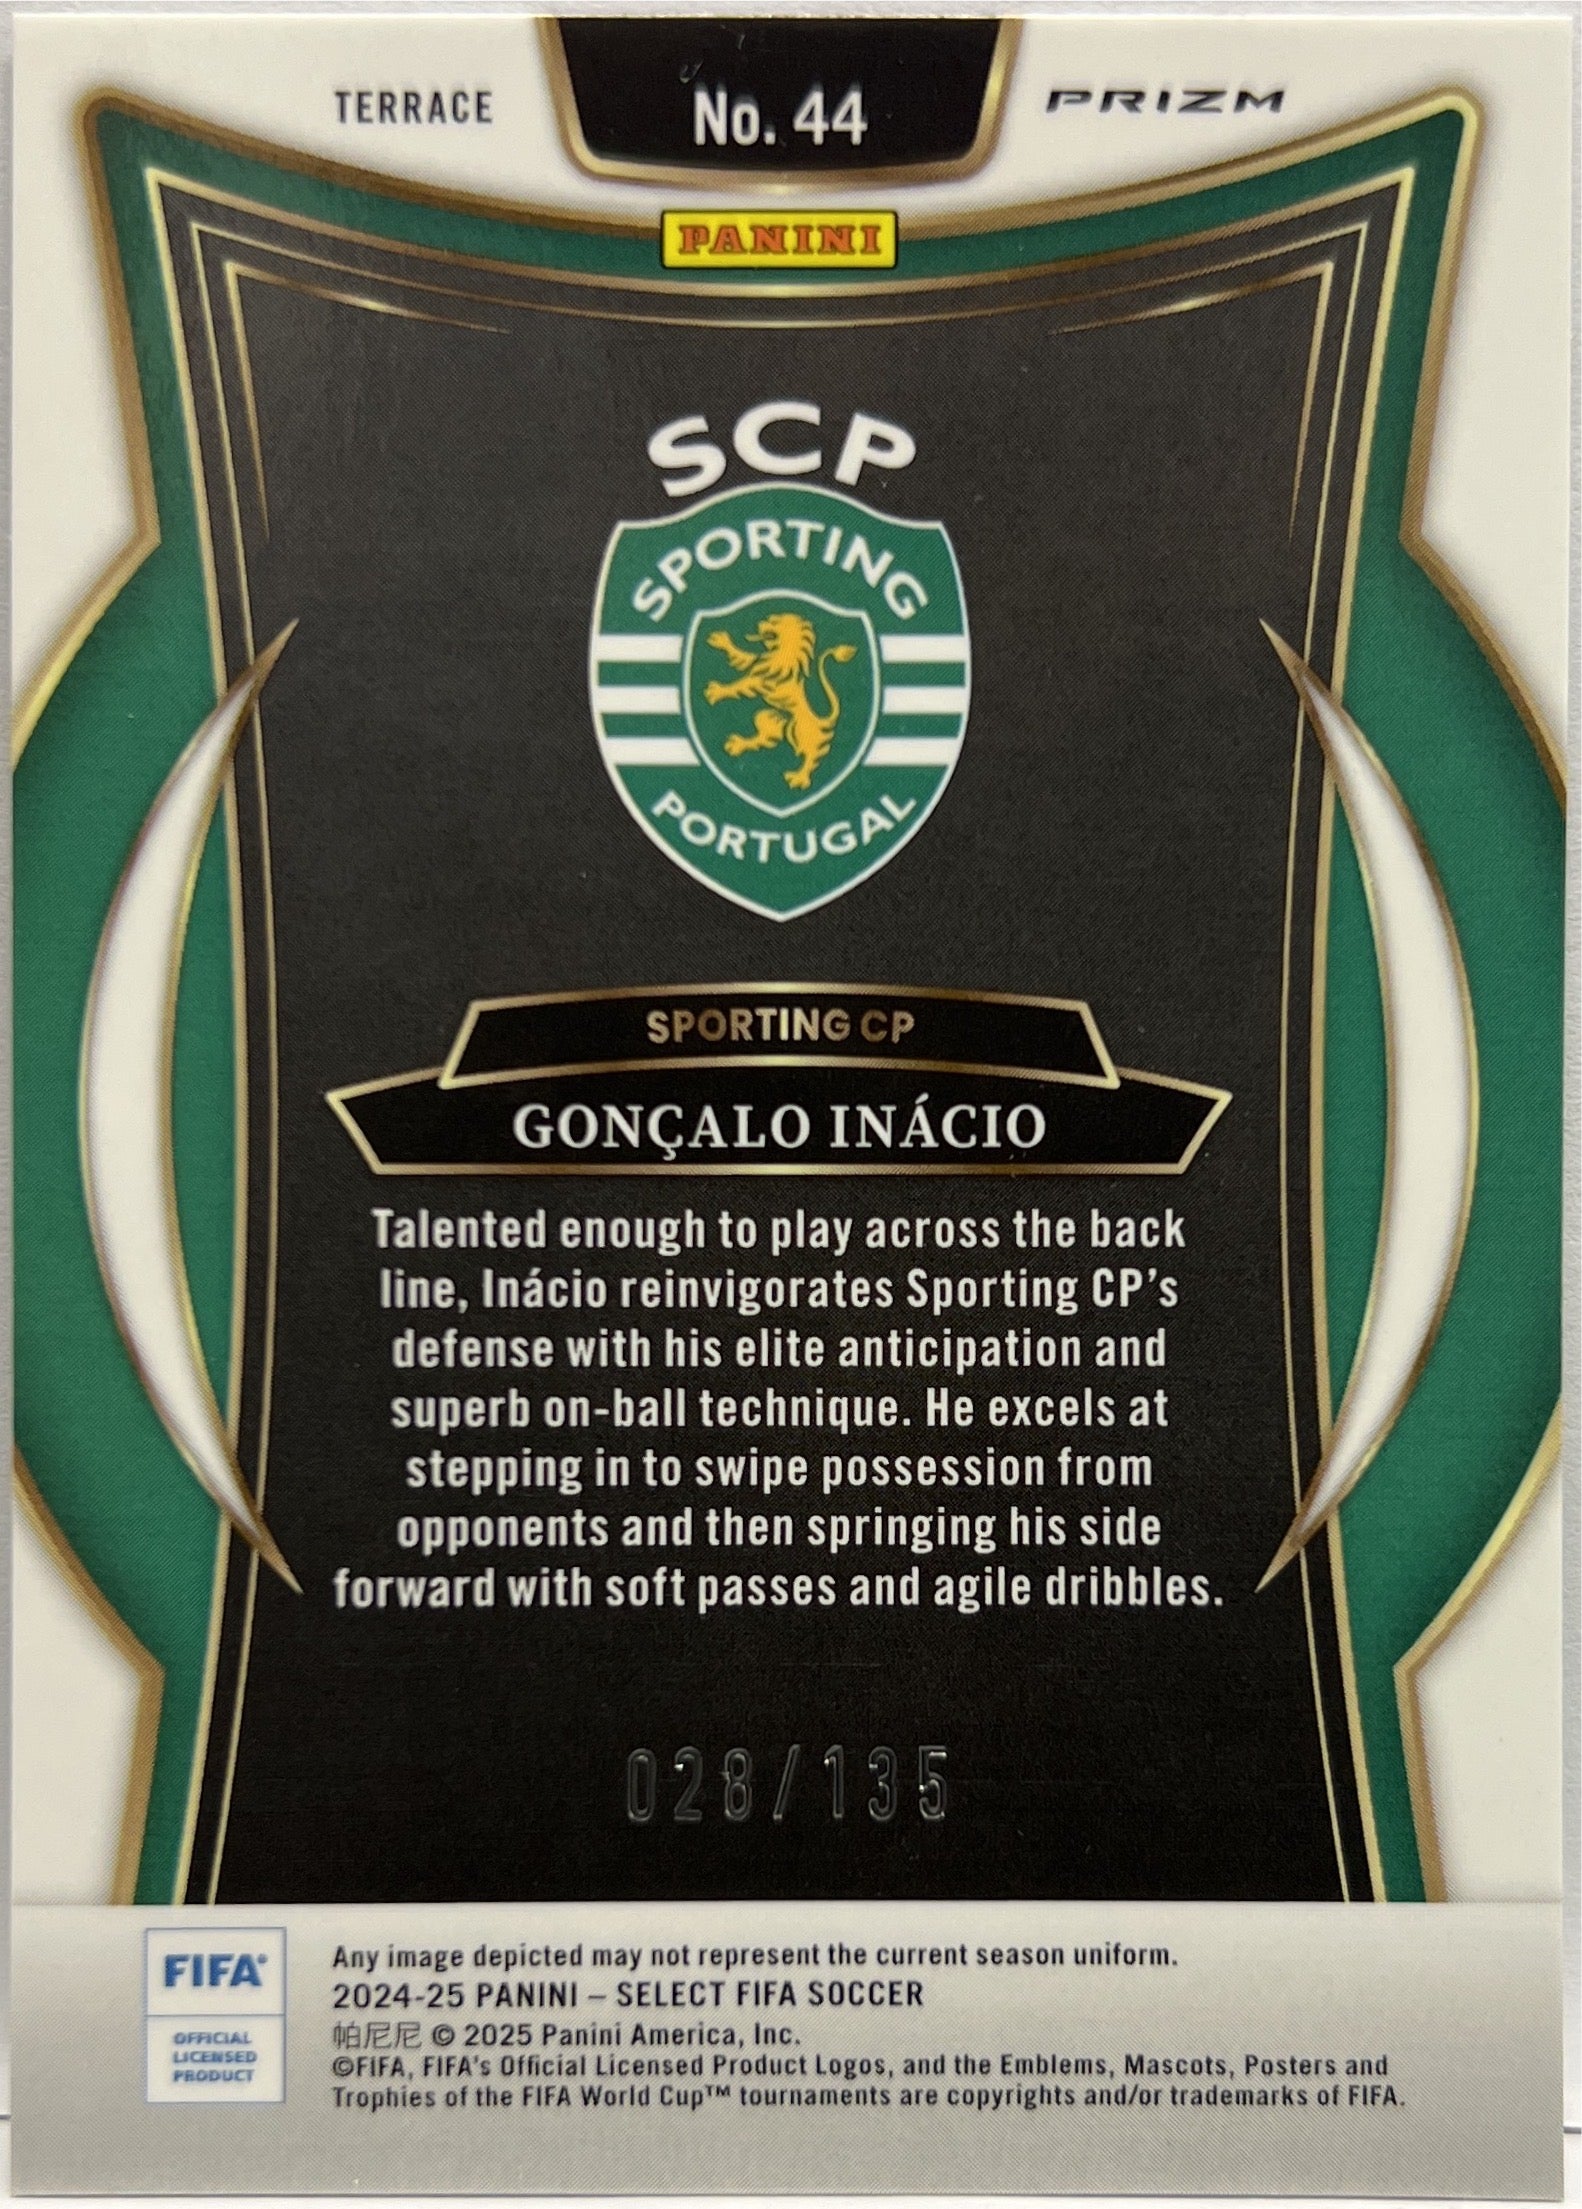 TERRACE
No. 44
PRIZM
PANINI
SCP
SPORTING
PORTUGAL
SPORTING CP
GONÇALO INÁCIO
Talented enough to play across the back
line, Inácio reinvigorates Sporting CP's
defense with his elite anticipation and
superb on-ball technique. He excels at
stepping in to swipe possession from
opponents and then springing his side
forward with soft passes and agile dribbles.
028/135
FIFA®
OFFICIAL
LICENSED
PRODUCT
Any image depicted may not represent the current season uniform.
2024-25 PANINI – SELECT FIFA SOCCER
帕尼尼 © 2025 Panini America, Inc.
©FIFA, FIFA's Official Licensed Product Logos, and the Emblems, Mascots, Posters and
Trophies of the FIFA World Cup™ tournaments are copyrights and/or trademarks of FIFA.